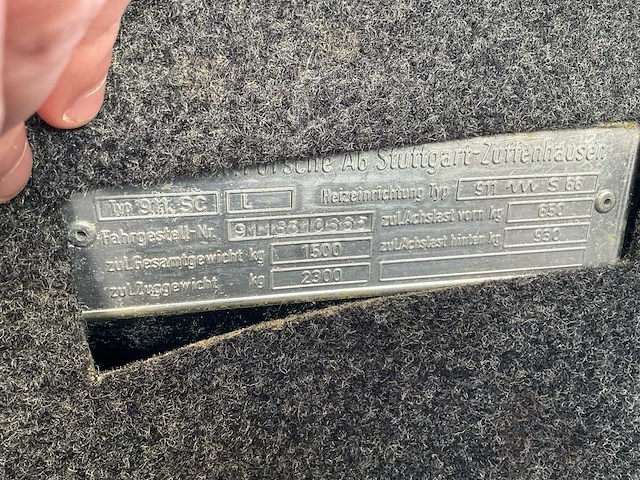 Porsche AG Stuttgart-Zuffenhausen
Typ 911 SC L Heizeinrichtung Typ 911 S 66
Fahrgestell-Nr. zul.Achslast vorn kg 650
zul.Gesamtgewicht kg 1500 zul.Achslast hinten kg 930
zul.Zuggewicht kg 2300